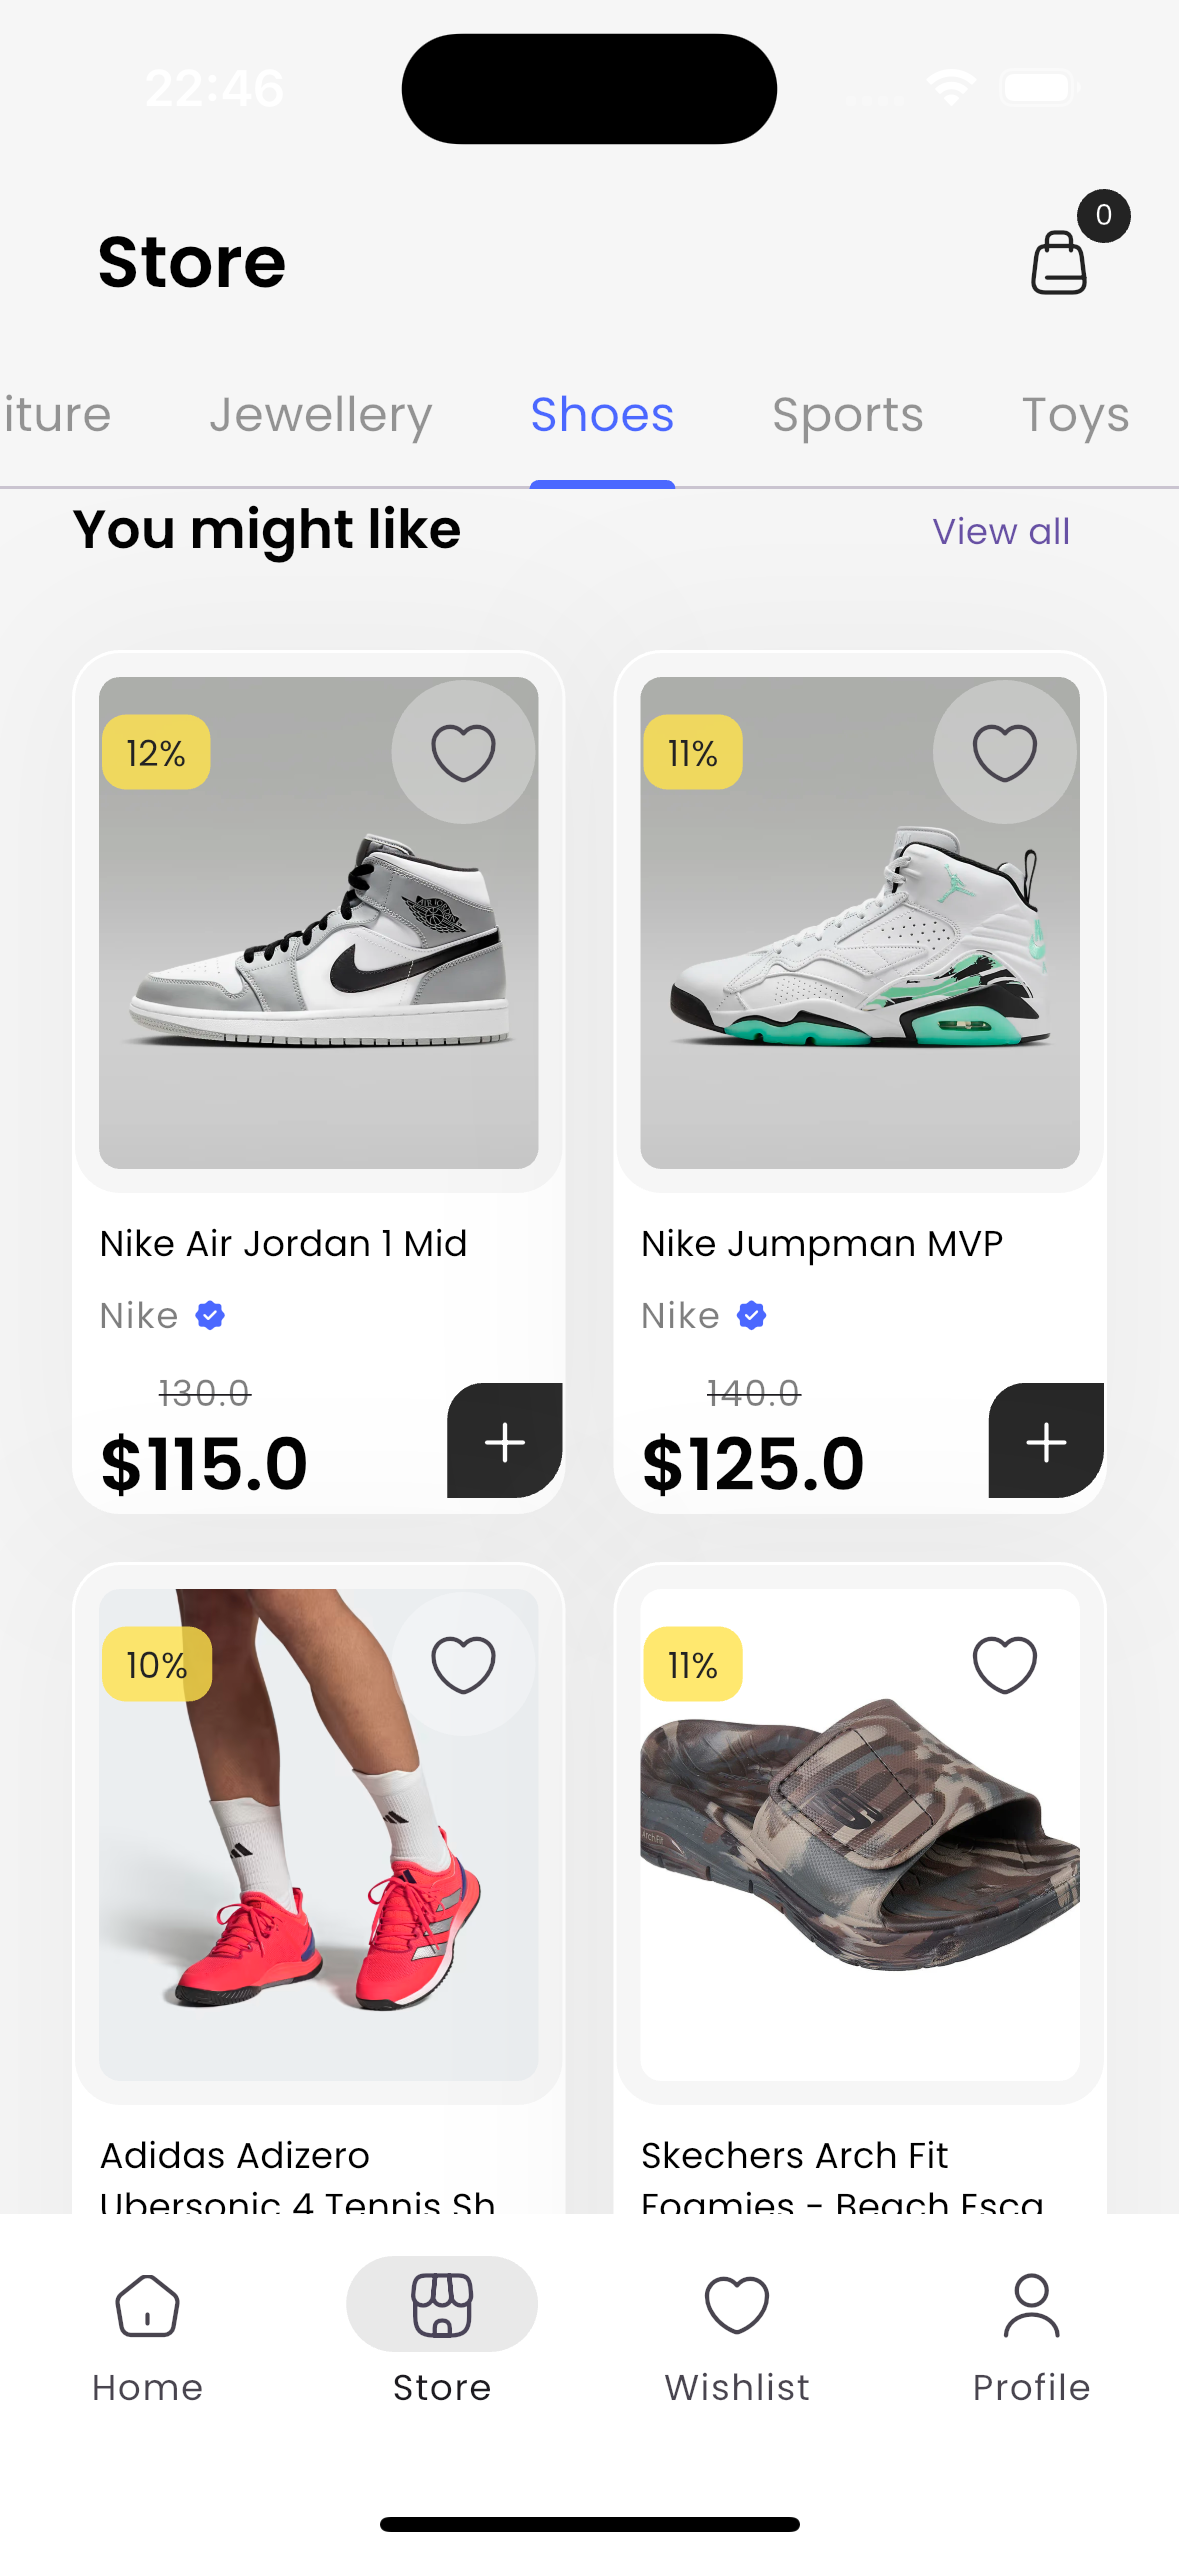 22:46
Store
0
iture Jewellery Shoes Sports Toys
You might like
View all
12%
11%
Nike Air Jordan 1 Mid
Nike
130.0
$115.0
Nike Jumpman MVP
Nike
140.0
$125.0
10%
11%
Arch Fit
Adidas Adizero
Ubersonic 4 Tennis Sh
Skechers Arch Fit
Foamies - Beach Esca
Home
Store
Wishlist
Profile